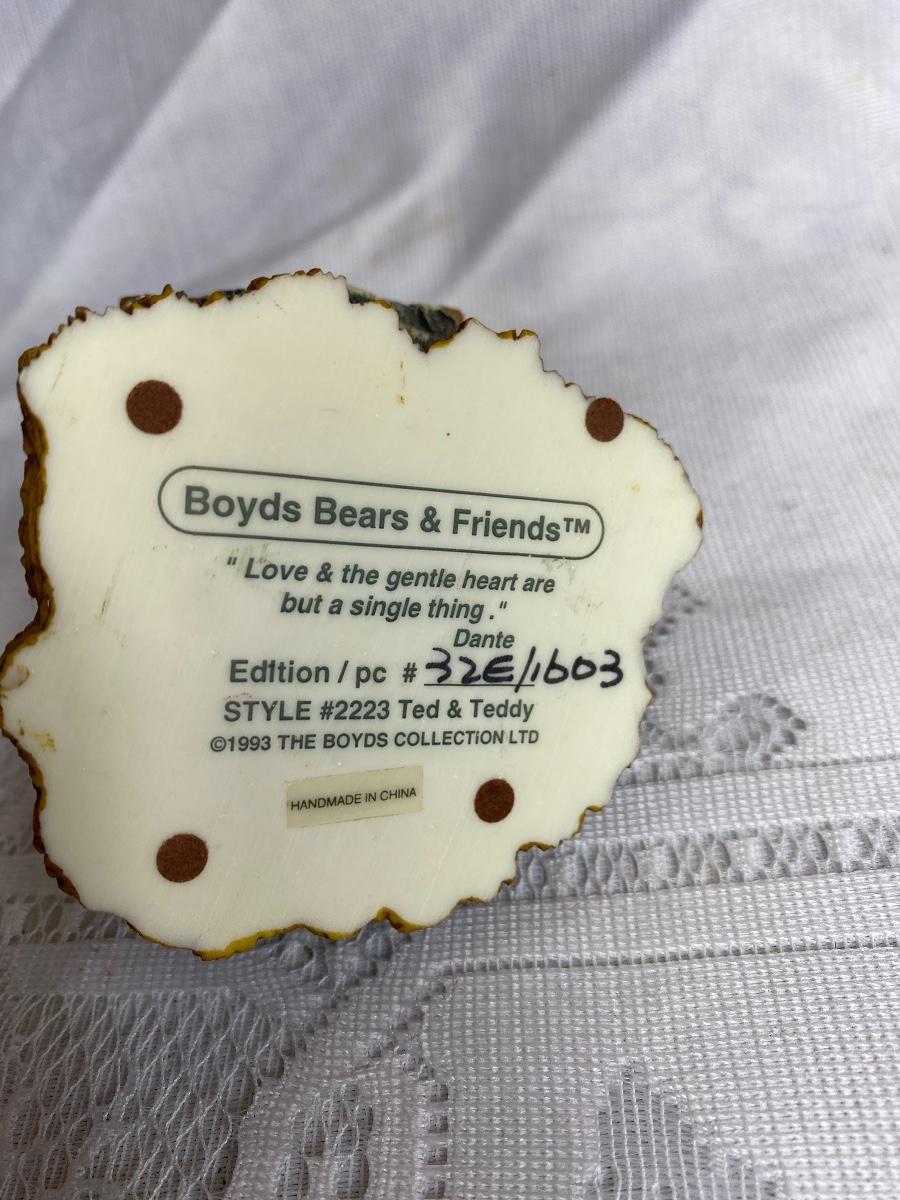 Boyds Bears & Friends™
" Love & the gentle heart are
but a single thing ."
Dante
Edition / pc # 32E/1603
STYLE #2223 Ted & Teddy
©1993 THE BOYDS COLLECTION LTD
HANDMADE IN CHINA